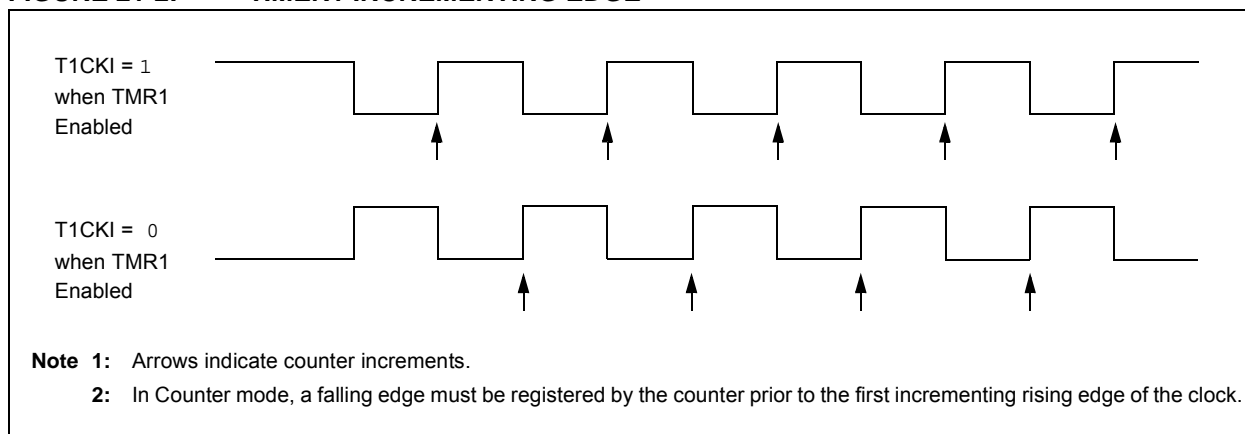 T1CKI = 1
when TMR1
Enabled
T1CKI = 0
when TMR1
Enabled
Note 1: Arrows indicate counter increments.
2: In Counter mode, a falling edge must be registered by the counter prior to the first incrementing rising edge of the clock.